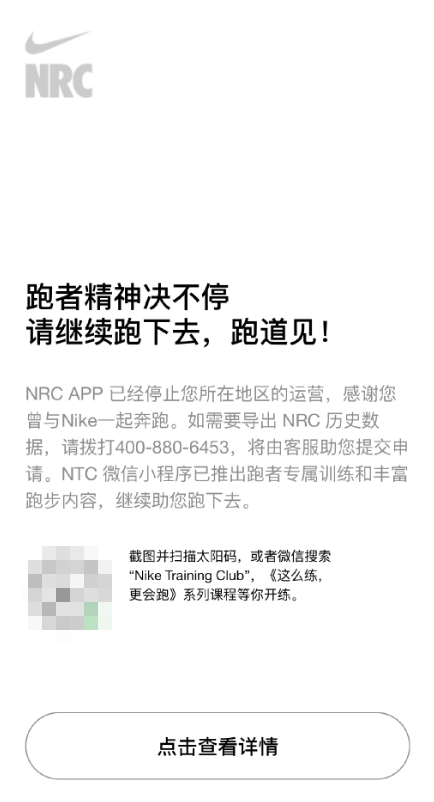 NRC
跑者精神决不停
请继续跑下去，跑道见！
NRC APP 已经停止您所在地区的运营，感谢您
曾与Nike一起奔跑。如需要导出 NRC 历史数
据，请拨打400-880-6453，将由客服助您提交申
请。NTC 微信小程序已推出跑者专属训练和丰富
跑步内容，继续助您跑下去。
截图并扫描太阳码，或者微信搜索
“Nike Training Club”，《这么练，
更会跑》系列课程等你开练。
点击查看详情